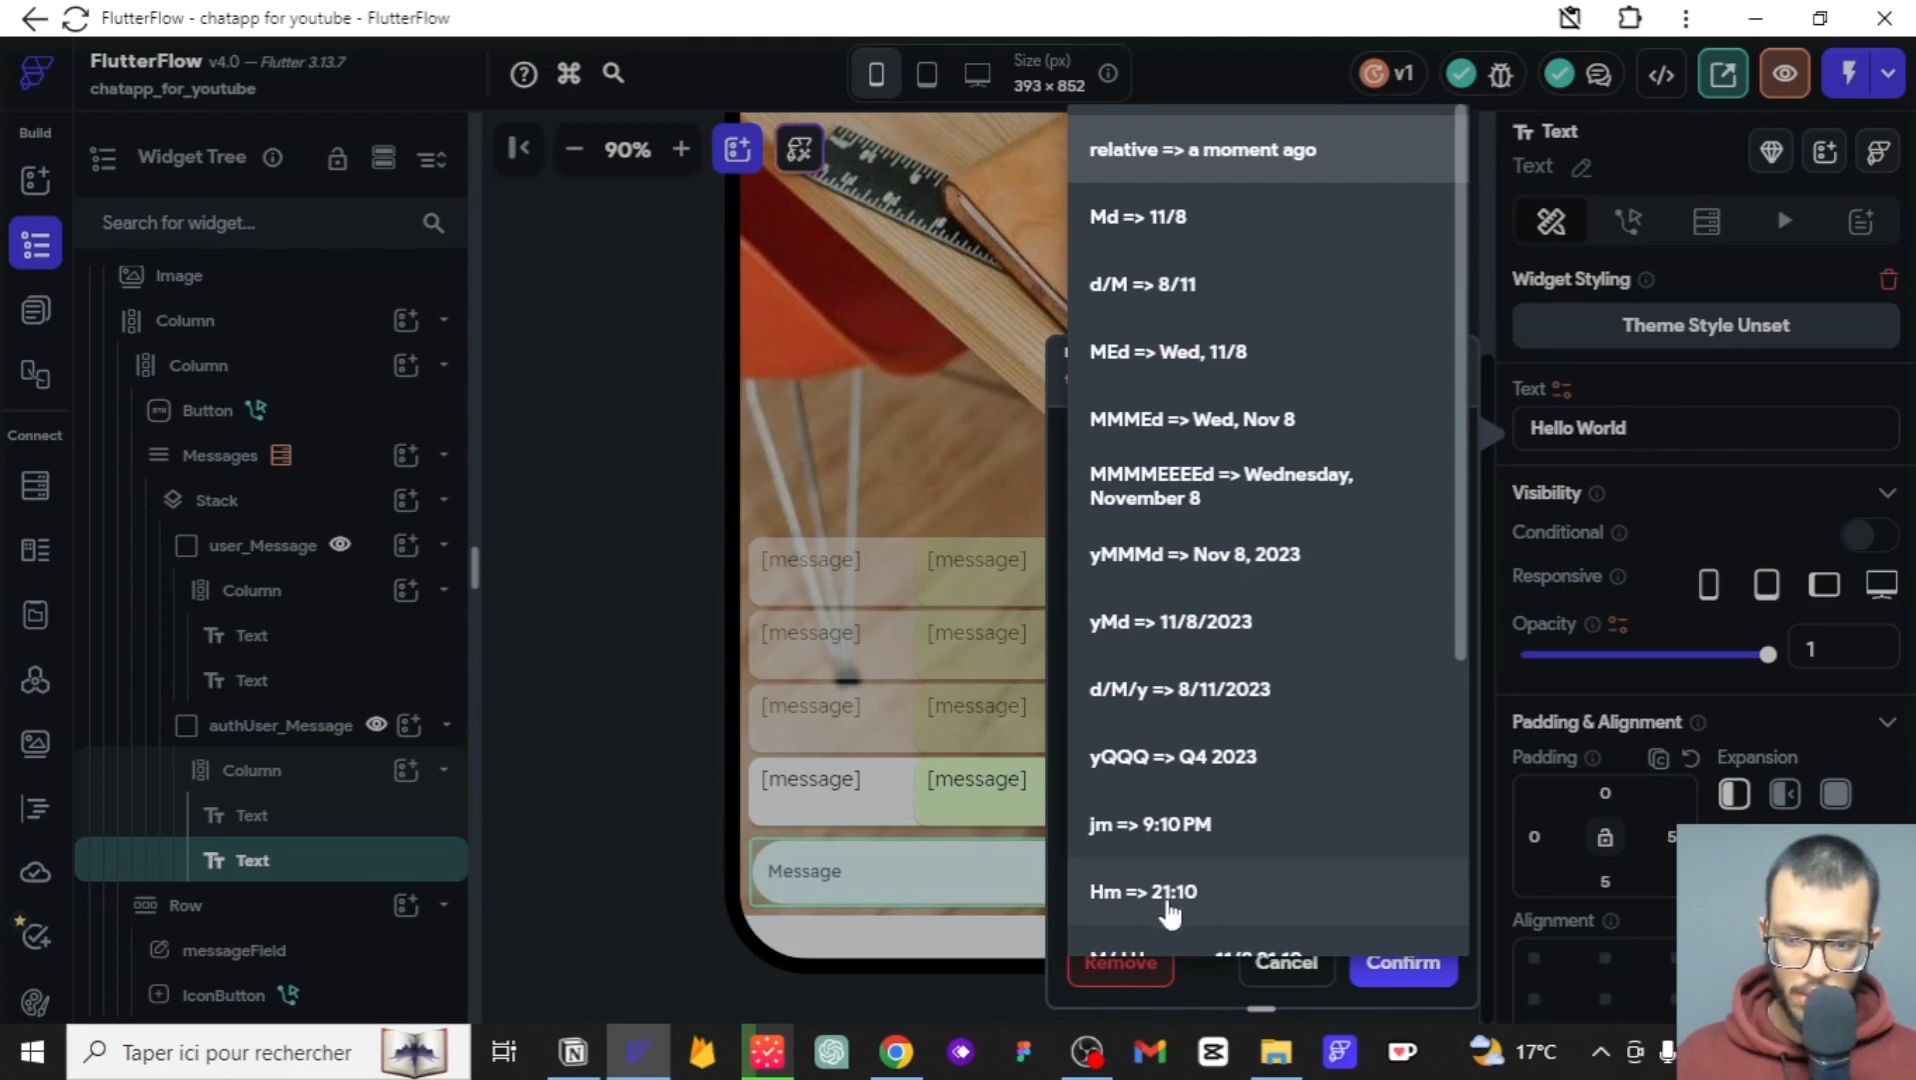 FlutterFlow - chatapp for youtube - FlutterFlow
FlutterFlow v4.0 — Flutter 3.13.7
chatapp_for_youtube
Size (px)
393 × 852
v1
Build
Widget Tree
90%
Search for widget...
Image
Column
Column
Button
Connect
Messages
Stack
user_Message
Column
Text
Text
authUser_Message
Column
Text
Text
Row
messageField
IconButton
[message] [message]
[message] [message]
[message] [message]
[message] [message]
Message
relative => a moment ago
Md => 11/8
d/M => 8/11
MEd => Wed, 11/8
MMMEd => Wed, Nov 8
MMMMEEEEd => Wednesday,
November 8
yMMMd => Nov 8, 2023
yMd => 11/8/2023
d/M/y => 8/11/2023
yQQQ => Q4 2023
jm => 9:10 PM
Hm => 21:10
Remove Cancel Confirm
Text
Text
Widget Styling
Theme Style Unset
Text
Hello World
Visibility
Conditional
Responsive
Opacity
1
Padding & Alignment
Padding Expansion
0
0 5
5
Alignment
Taper ici pour rechercher
17°C